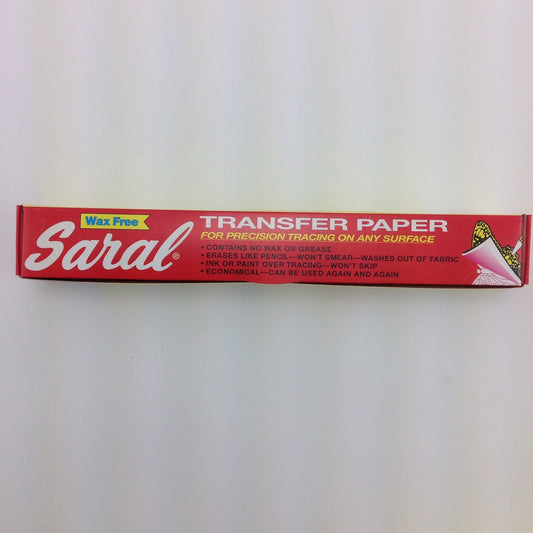 Wax Free
Saral®
TRANSFER PAPER
FOR PRECISION TRACING ON ANY SURFACE
• CONTAINS NO WAX OR GREASE
• ERASES LIKE PENCIL—WON'T SMEAR—WASHES OUT OF FABRIC
• INK OR PAINT OVER TRACING—WON'T SKIP
• ECONOMICAL—CAN BE USED AGAIN AND AGAIN